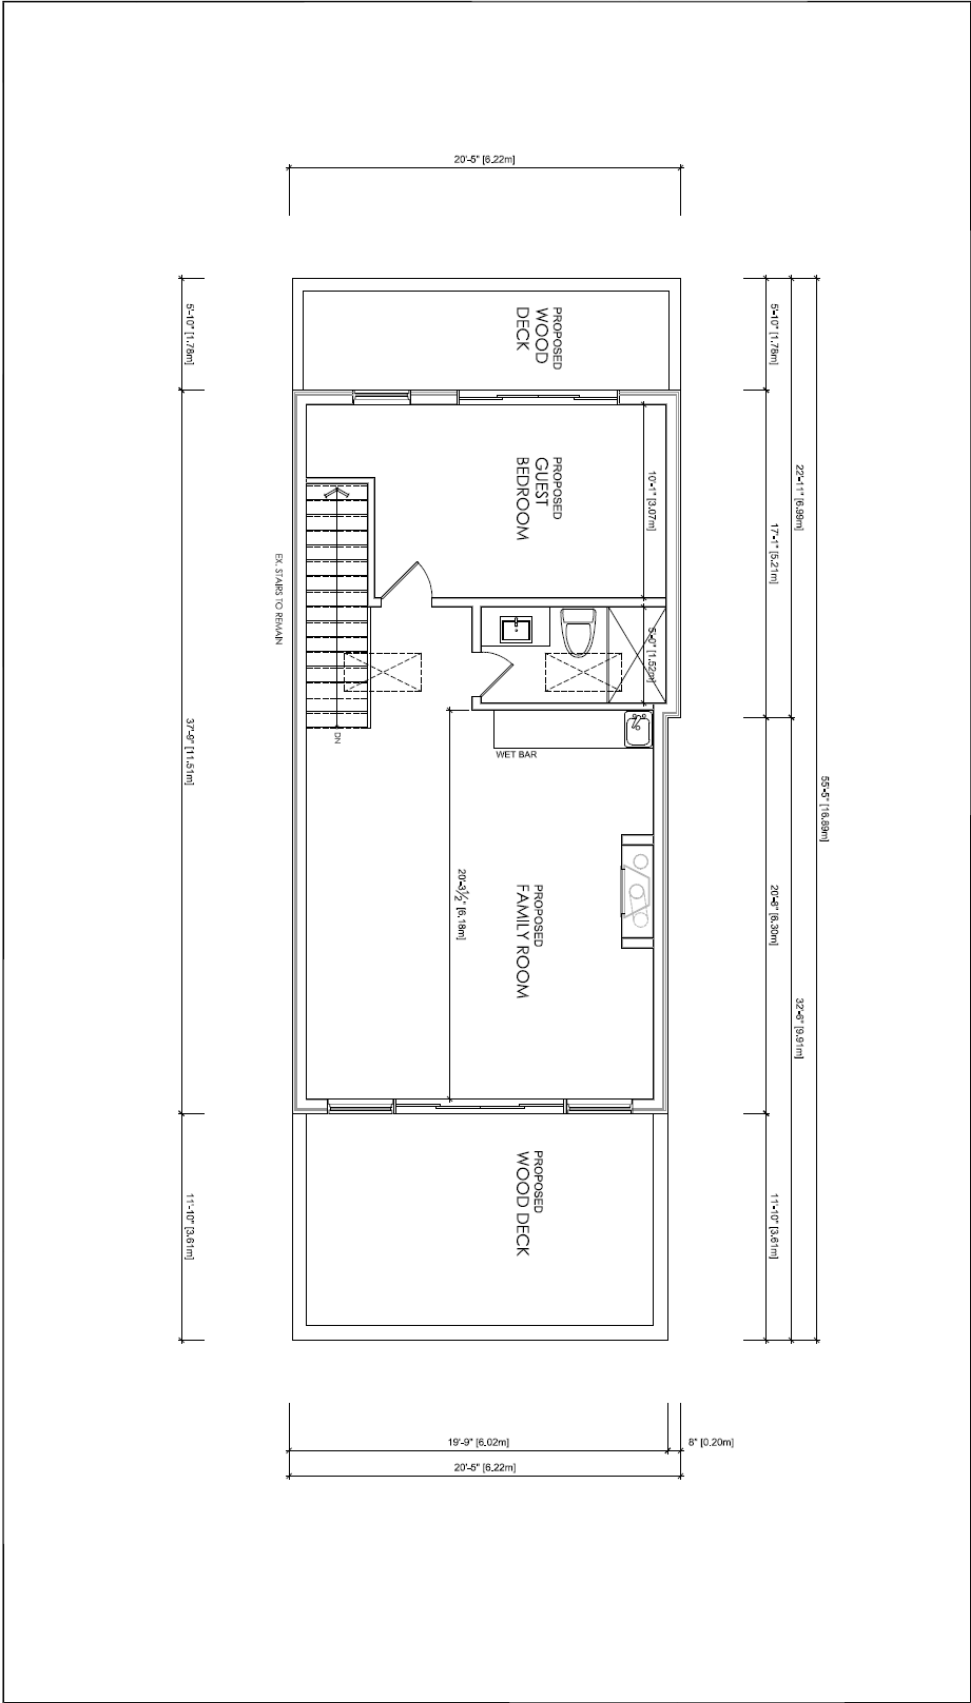 20'-5" [6.22m]
5'-10" [1.78m]
5'-10" [1.78m]
PROPOSED
WOOD
DECK
22'-11" [6.99m]
17'-1" [5.21m]
PROPOSED
GUEST
BEDROOM
10'-1" [3.07m]
EX. STAIRS TO REMAIN
5'-0" [1.52m]
DN
WET BAR
37'-9" [11.51m]
55'-5" [16.89m]
20'-3½" [6.18m]
PROPOSED
FAMILY ROOM
20'-8" [6.30m]
32'-6" [9.91m]
PROPOSED
WOOD DECK
11'-10" [3.61m]
11'-10" [3.61m]
19'-9" [6.02m]
8" [0.20m]
20'-5" [6.22m]